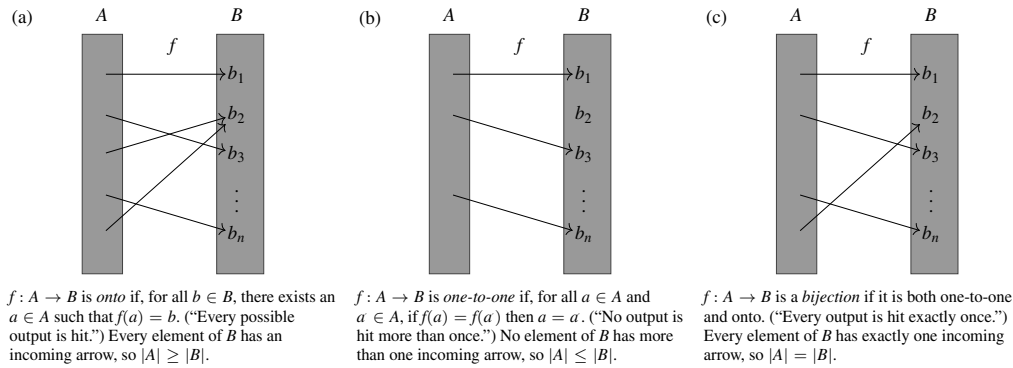 (a) A B
f
b1
b2
b3
⋮
bn
f : A → B is onto if, for all b ∈ B, there exists an
a ∈ A such that f(a) = b. (“Every possible
output is hit.”) Every element of B has an
incoming arrow, so |A| ≥ |B|.
(b) A B
f
b1
b2
b3
⋮
bn
f : A → B is one-to-one if, for all a ∈ A and
a′ ∈ A, if f(a) = f(a′) then a = a′. (“No output is
hit more than once.”) No element of B has more
than one incoming arrow, so |A| ≤ |B|.
(c) A B
f
b1
b2
b3
⋮
bn
f : A → B is a bijection if it is both one-to-one
and onto. (“Every output is hit exactly once.”)
Every element of B has exactly one incoming
arrow, so |A| = |B|.